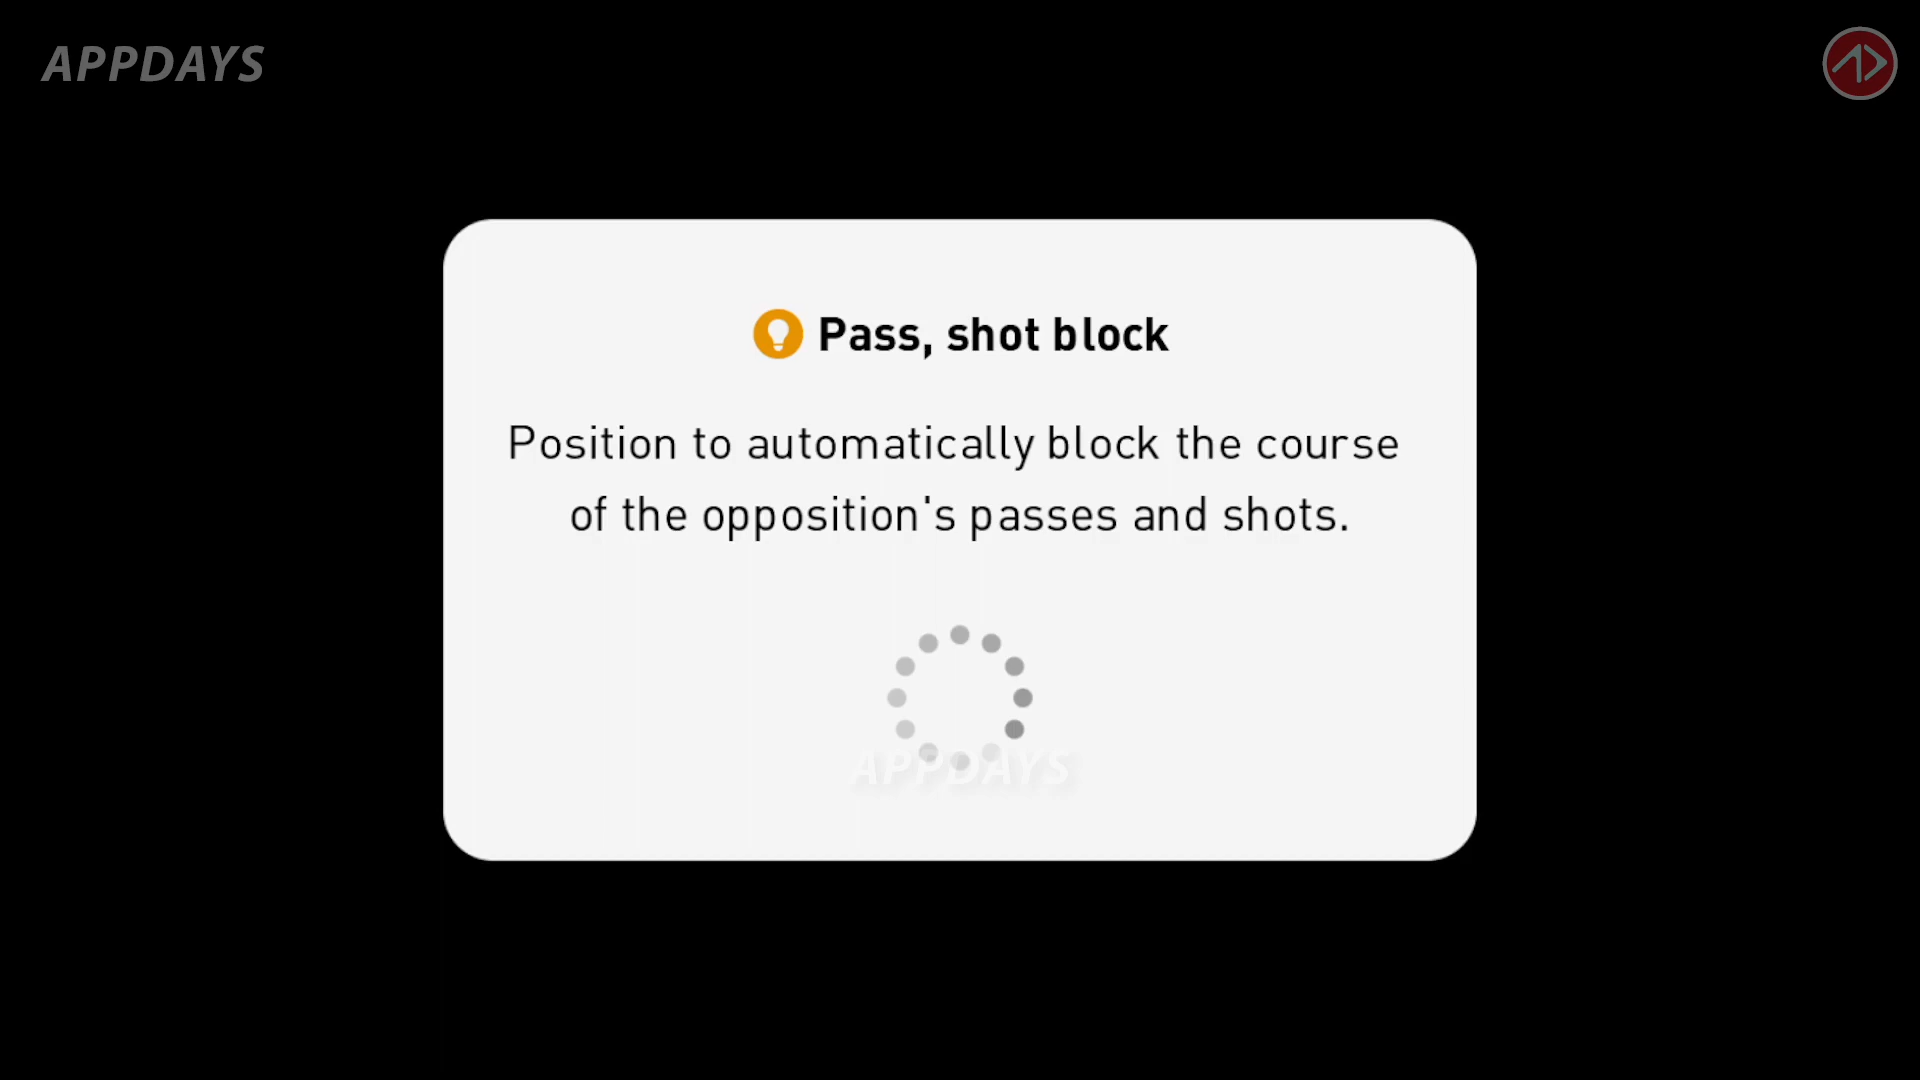 APPDAYS
Pass, shot block
Position to automatically block the course
of the opposition's passes and shots.
APPDAYS